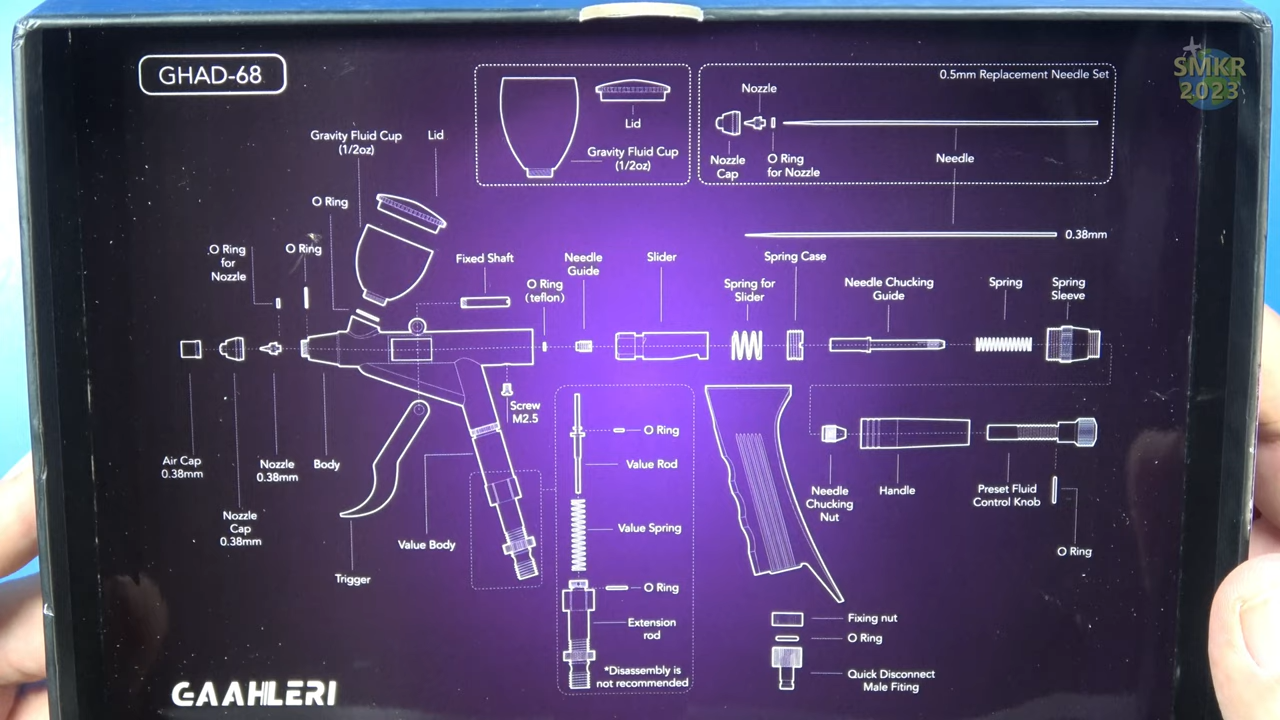 GHAD-68
SMKR
2023
0.5mm Replacement Needle Set
Nozzle
Lid
Gravity Fluid Cup
(1/2oz)
Nozzle
Cap
O Ring
for Nozzle
Needle
Gravity Fluid Cup
(1/2oz)
Lid
O Ring
0.38mm
O Ring
for
Nozzle
O Ring
Fixed Shaft
O Ring
(teflon)
Needle
Guide
Slider
Spring for
Slider
Spring Case
Needle Chucking
Guide
Spring
Spring
Sleeve
Screw
M2.5
Air Cap
0.38mm
Nozzle
Cap
0.38mm
Nozzle
0.38mm
Body
Trigger
Value Body
O Ring
Value Rod
Value Spring
O Ring
Extension
rod
*Disassembly is
not recommended
Needle
Chucking
Nut
Handle
Preset Fluid
Control Knob
O Ring
Fixing nut
O Ring
Quick Disconnect
Male Fiting
GAAHLERI